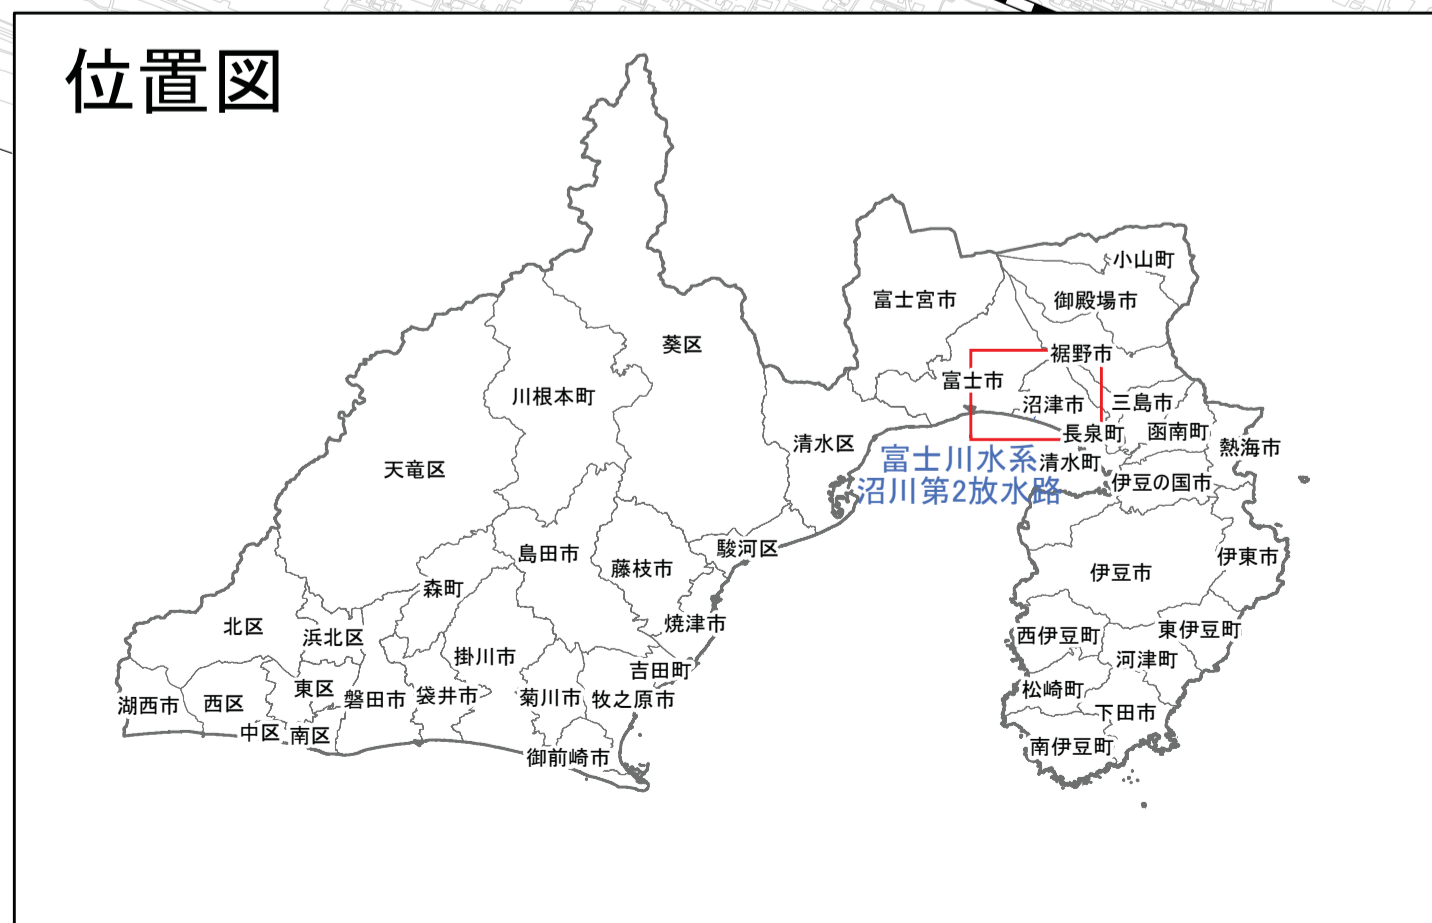 位置図
小山町
富士宮市
御殿場市
葵区
裾野市
富士市
川根本町
沼津市
三島市
長泉町
函南町
清水区
熱海市
富士川水系
沼川第2放水路
清水町
天竜区
伊豆の国市
駿河区
島田市
藤枝市
伊東市
伊豆市
森町
焼津市
北区
浜北区
西伊豆町
東伊豆町
掛川市
河津町
吉田町
東区
松崎町
湖西市
西区
磐田市
袋井市
菊川市
牧之原市
下田市
中区
南区
南伊豆町
御前崎市